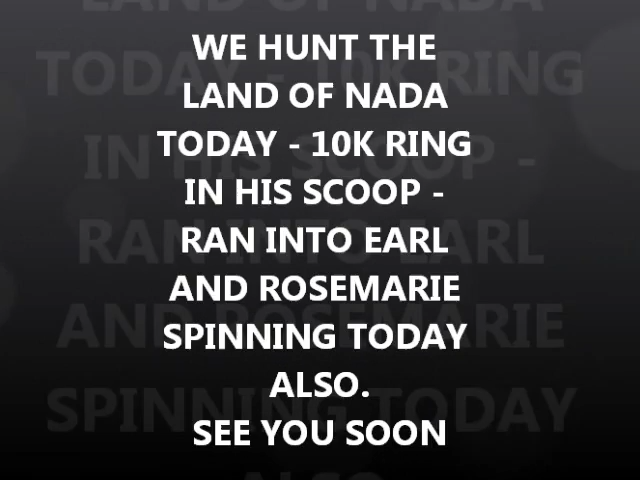 WE HUNT THE
LAND OF NADA
TODAY - 10K RING
IN HIS SCOOP -
RAN INTO EARL
AND ROSEMARIE
SPINNING TODAY
ALSO.
SEE YOU SOON